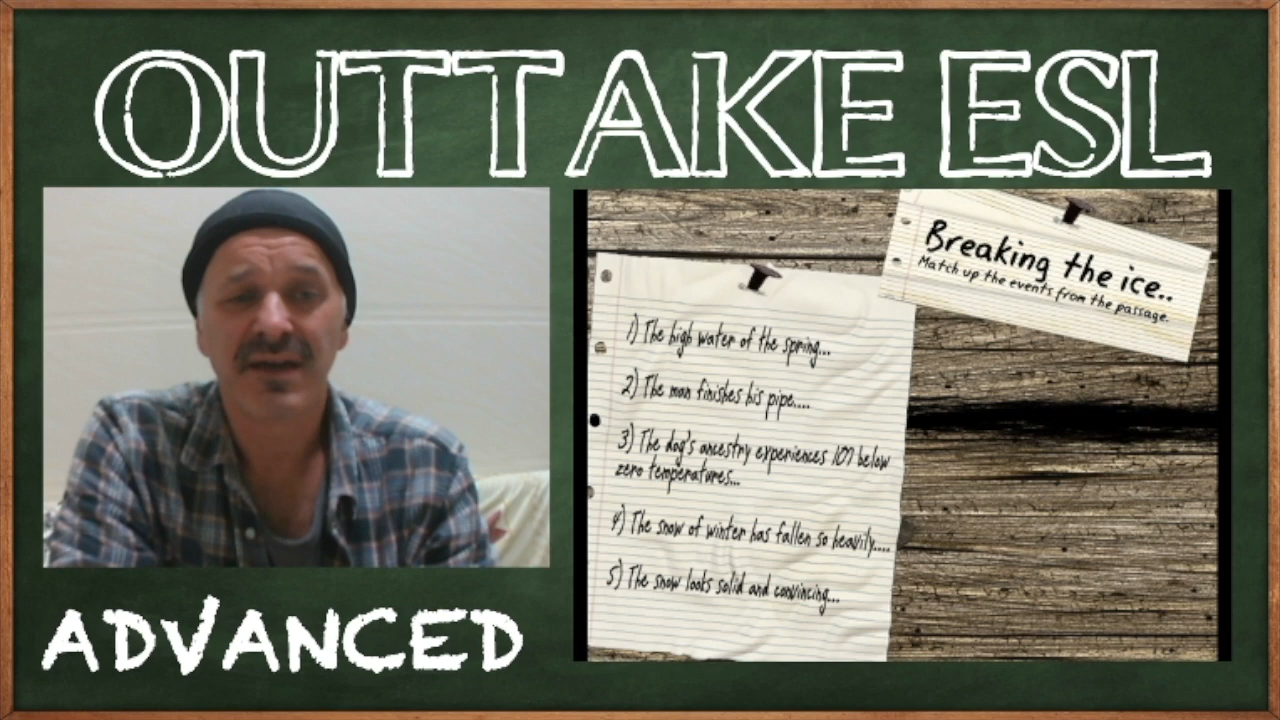 OUTTAKE ESL
Breaking the ice..
Match up the events from the passage.
1) The high water of the spring...
2) The man finishes his pipe....
3) The dog's ancestry experiences 107 below
zero temperatures...
4) The snow of winter has fallen so heavily....
5) The snow looks solid and convincing...
ADVANCED